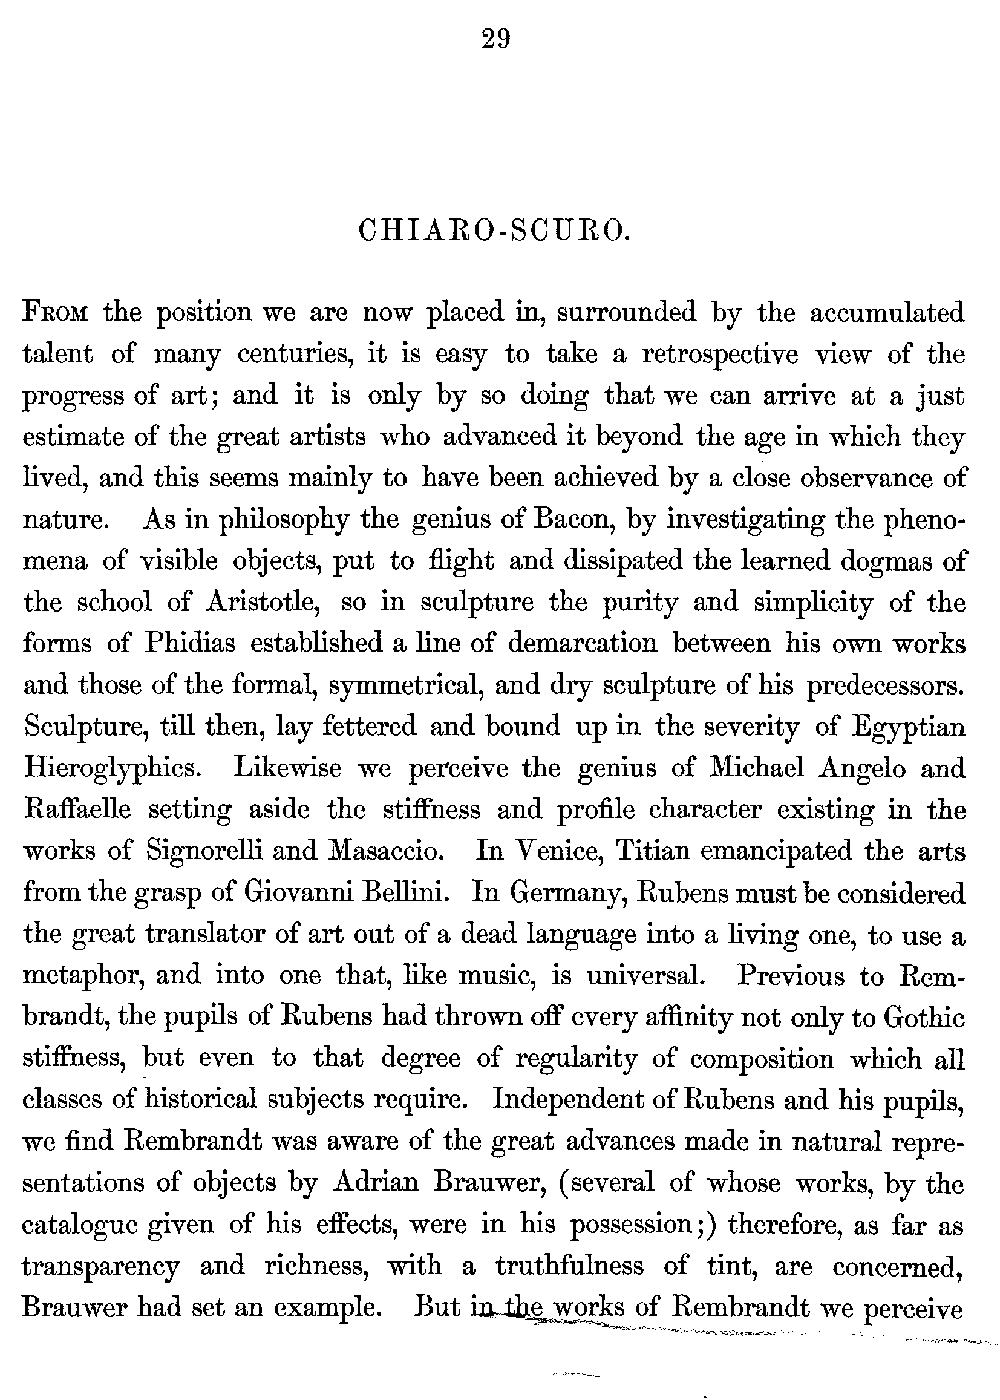 29
CHIARO-SCURO.
FROM the position we are now placed in, surrounded by the accumulated
talent of many centuries, it is easy to take a retrospective view of the
progress of art; and it is only by so doing that we can arrive at a just
estimate of the great artists who advanced it beyond the age in which they
lived, and this seems mainly to have been achieved by a close observance of
nature. As in philosophy the genius of Bacon, by investigating the pheno-
mena of visible objects, put to flight and dissipated the learned dogmas of
the school of Aristotle, so in sculpture the purity and simplicity of the
forms of Phidias established a line of demarcation between his own works
and those of the formal, symmetrical, and dry sculpture of his predecessors.
Sculpture, till then, lay fettered and bound up in the severity of Egyptian
Hieroglyphics. Likewise we perceive the genius of Michael Angelo and
Raffaelle setting aside the stiffness and profile character existing in the
works of Signorelli and Masaccio. In Venice, Titian emancipated the arts
from the grasp of Giovanni Bellini. In Germany, Rubens must be considered
the great translator of art out of a dead language into a living one, to use a
metaphor, and into one that, like music, is universal. Previous to Rem-
brandt, the pupils of Rubens had thrown off every affinity not only to Gothic
stiffness, but even to that degree of regularity of composition which all
classes of historical subjects require. Independent of Rubens and his pupils,
we find Rembrandt was aware of the great advances made in natural repre-
sentations of objects by Adrian Brauwer, (several of whose works, by the
catalogue given of his effects, were in his possession;) therefore, as far as
transparency and richness, with a truthfulness of tint, are concerned,
Brauwer had set an example. But in the works of Rembrandt we perceive